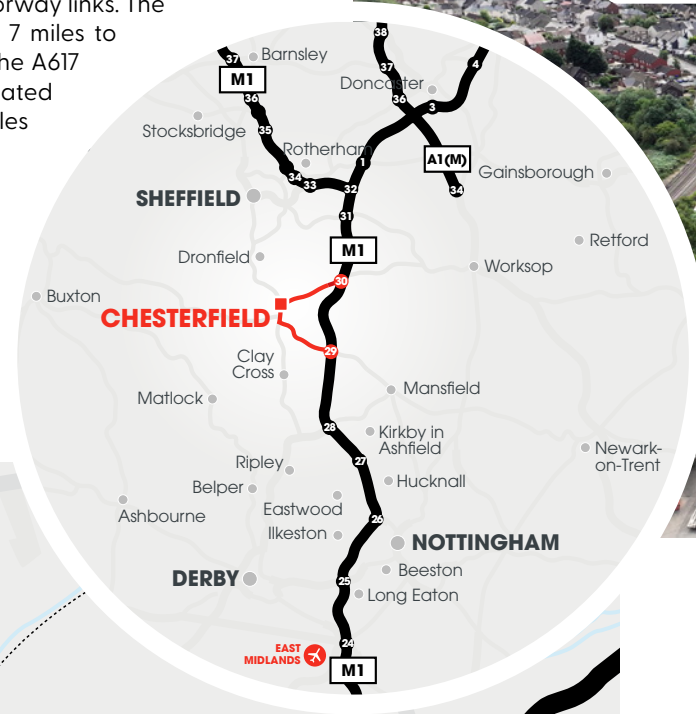 orway links. The
7 miles to
he A617
ated
les
38
37
Barnsley
M1
37
4
Doncaster
36
36
3
35
Stocksbridge
Rotherham
1
A1(M)
34
33
32
34
Gainsborough
SHEFFIELD
31
M1
Retford
Dronfield
Worksop
30
Buxton
CHESTERFIELD
29
Clay
Cross
Mansfield
Matlock
28
Kirkby in
Ashfield
Newark-
on-Trent
27
Ripley
Belper
Hucknall
Eastwood
Ashbourne
26
Ilkeston
NOTTINGHAM
Beeston
DERBY
25
Long Eaton
24
EAST
MIDLANDS
M1